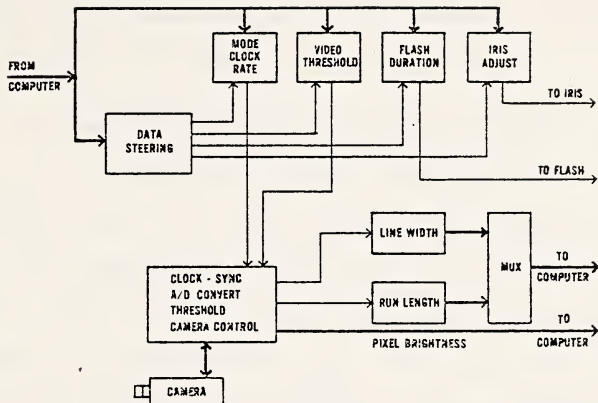 MODE
CLOCK
RATE
VIDEO
THRESHOLD
FLASH
DURATION
IRIS
ADJUST
FROM
COMPUTER
TO IRIS
DATA
STEERING
TO FLASH
LINE WIDTH
MUX
TO
COMPUTER
CLOCK - SYNC
A/D CONVERT
THRESHOLD
CAMERA CONTROL
RUN LENGTH
TO
COMPUTER
PIXEL BRIGHTNESS
CAMERA